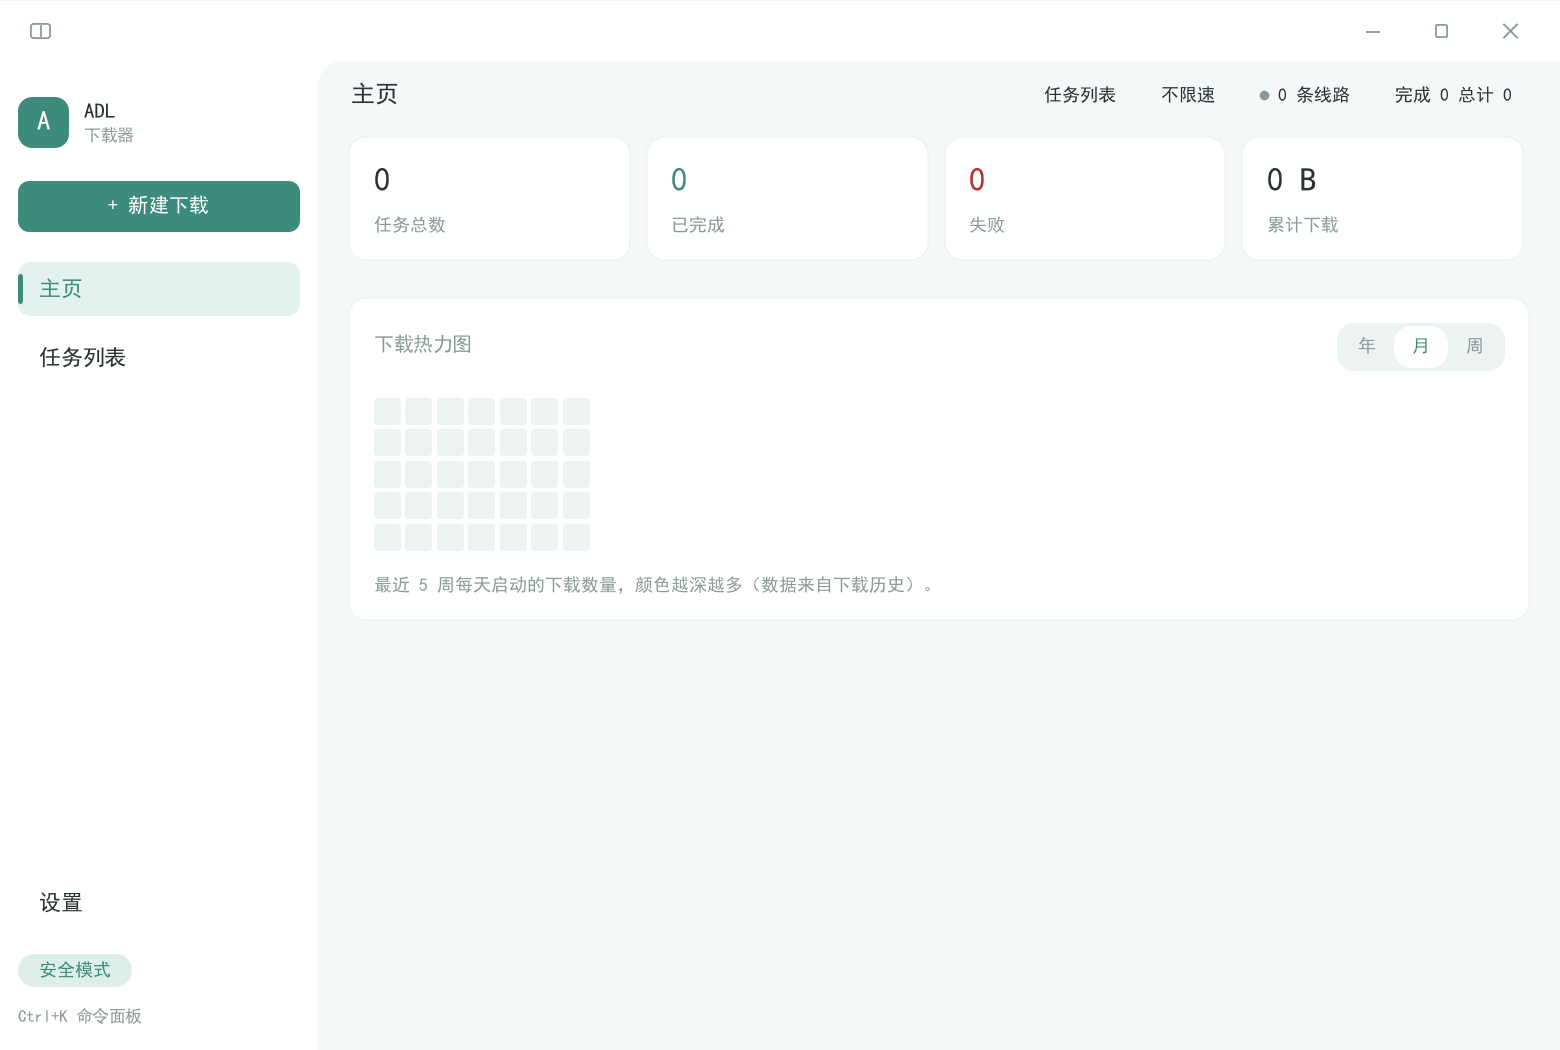 A
ADL
下载器
+ 新建下载
主页
任务列表
设置
安全模式
Ctrl+K 命令面板
主页
任务列表
不限速
0 条线路
完成 0 总计 0
0
任务总数
0
已完成
0
失败
0 B
累计下载
下载热力图
年
月
周
最近 5 周每天启动的下载数量，颜色越深越多（数据来自下载历史）。